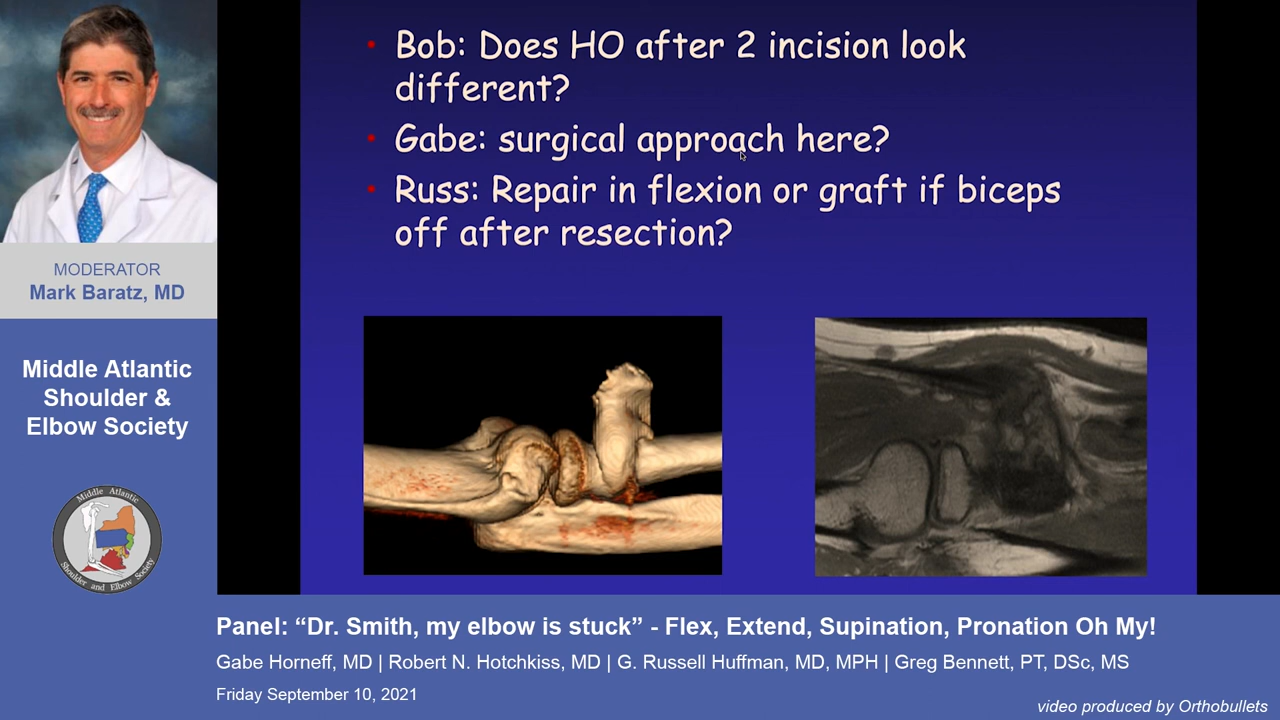 • Bob: Does HO after 2 incision look
different?
• Gabe: surgical approach here?
• Russ: Repair in flexion or graft if biceps
off after resection?
MODERATOR
Mark Baratz, MD
Middle Atlantic
Shoulder &
Elbow Society
Middle Atlantic
Shoulder and Elbow Society
Panel: “Dr. Smith, my elbow is stuck” - Flex, Extend, Supination, Pronation Oh My!
Gabe Horneff, MD | Robert N. Hotchkiss, MD | G. Russell Huffman, MD, MPH | Greg Bennett, PT, DSc, MS
Friday September 10, 2021
video produced by Orthobullets